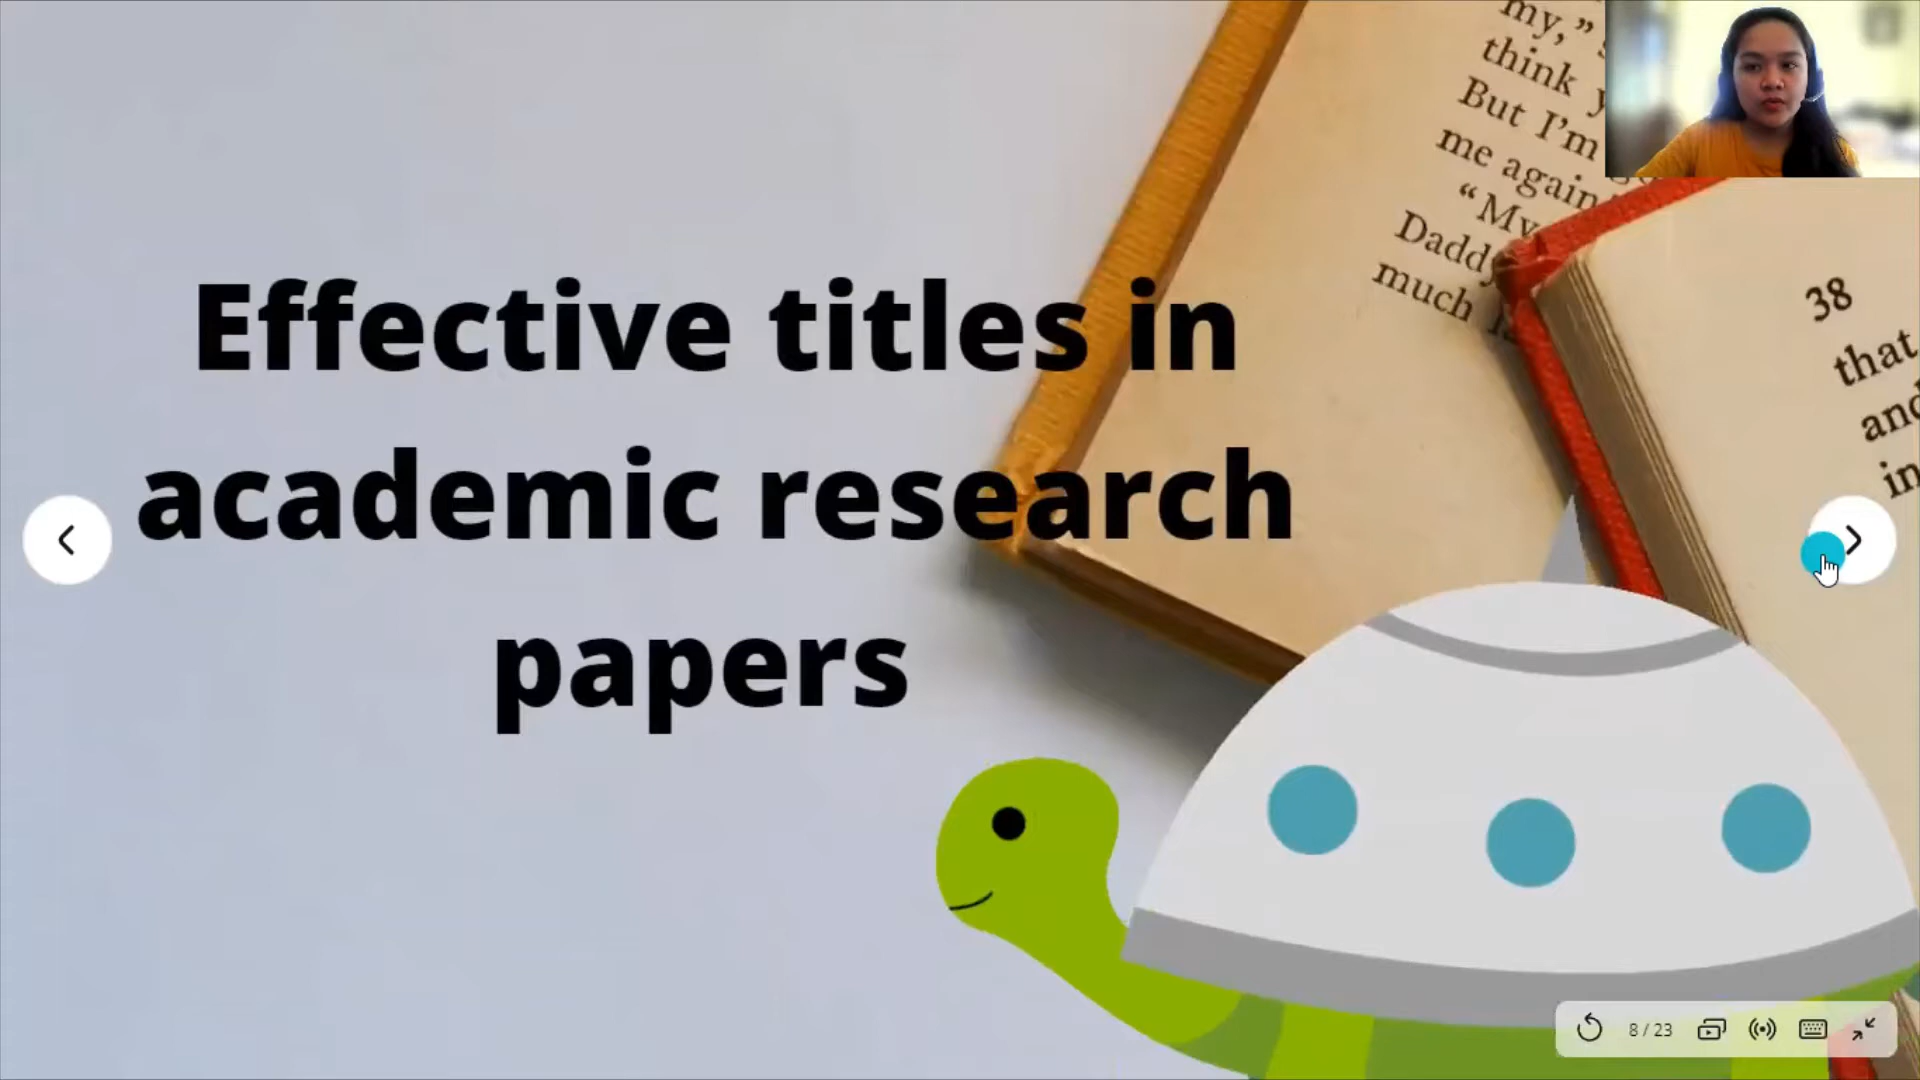 my,”
think
But I’m
me again
“My
Daddy
much
38
that
and
in
Effective titles in
academic research
papers
8 / 23